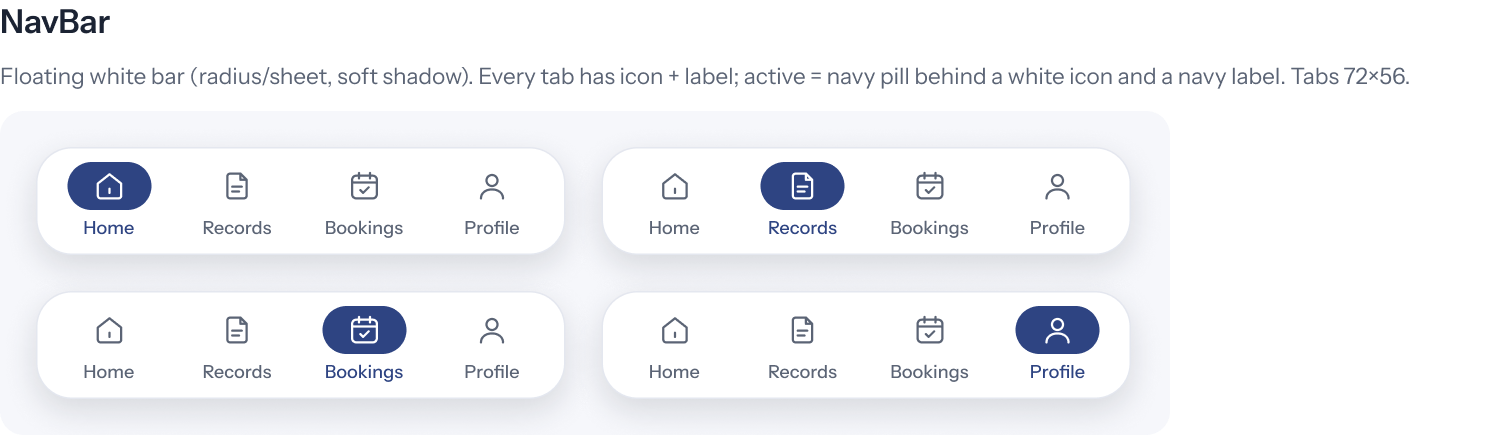 NavBar
Floating white bar (radius/sheet, soft shadow). Every tab has icon + label; active = navy pill behind a white icon and a navy label. Tabs 72×56.
Home Records Bookings Profile
Home Records Bookings Profile
Home Records Bookings Profile
Home Records Bookings Profile